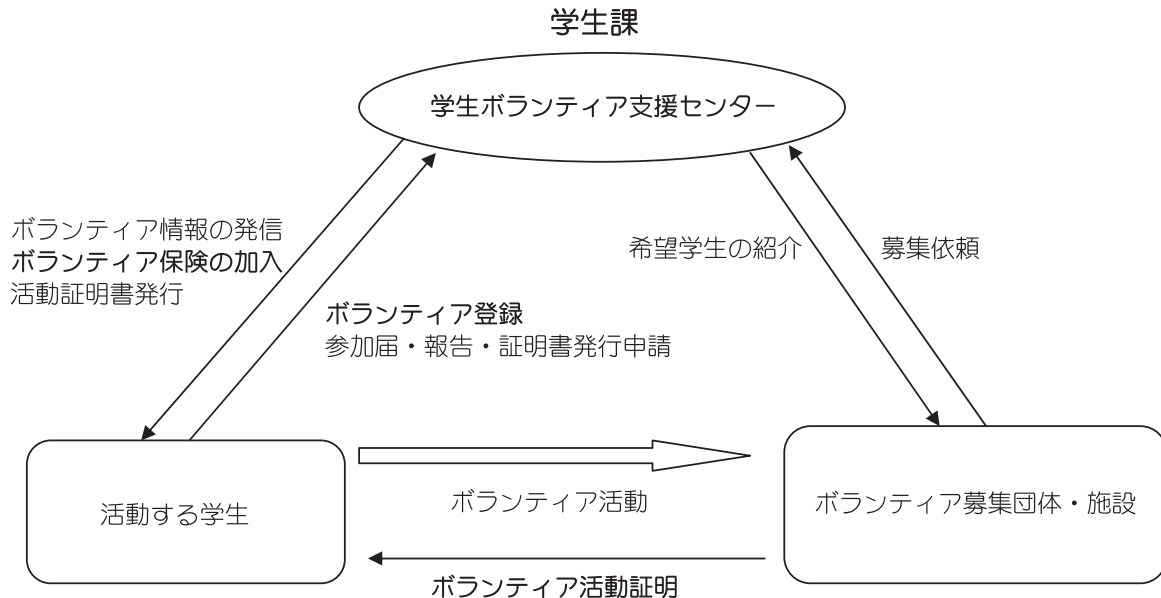 学生課
学生ボランティア支援センター
ボランティア情報の発信
ボランティア保険の加入
活動証明書発行
ボランティア登録
参加届・報告・証明書発行申請
希望学生の紹介
募集依頼
活動する学生
ボランティア活動
ボランティア募集団体・施設
ボランティア活動証明